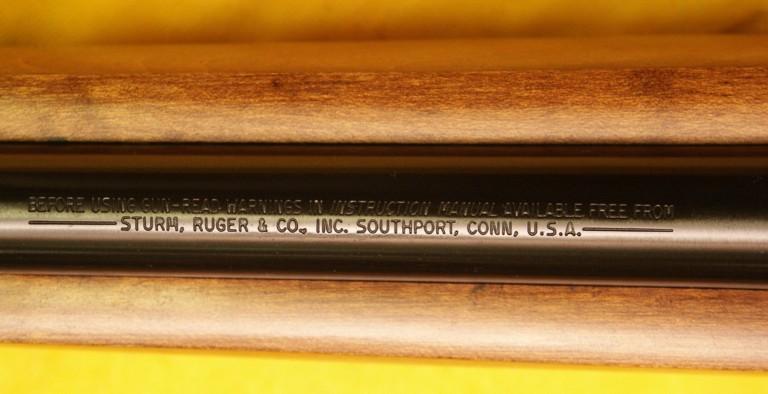 BEFORE USING GUN-READ WARNINGS IN INSTRUCTION MANUAL AVAILABLE FREE FROM
STURM, RUGER & CO., INC. SOUTHPORT, CONN, U.S.A.